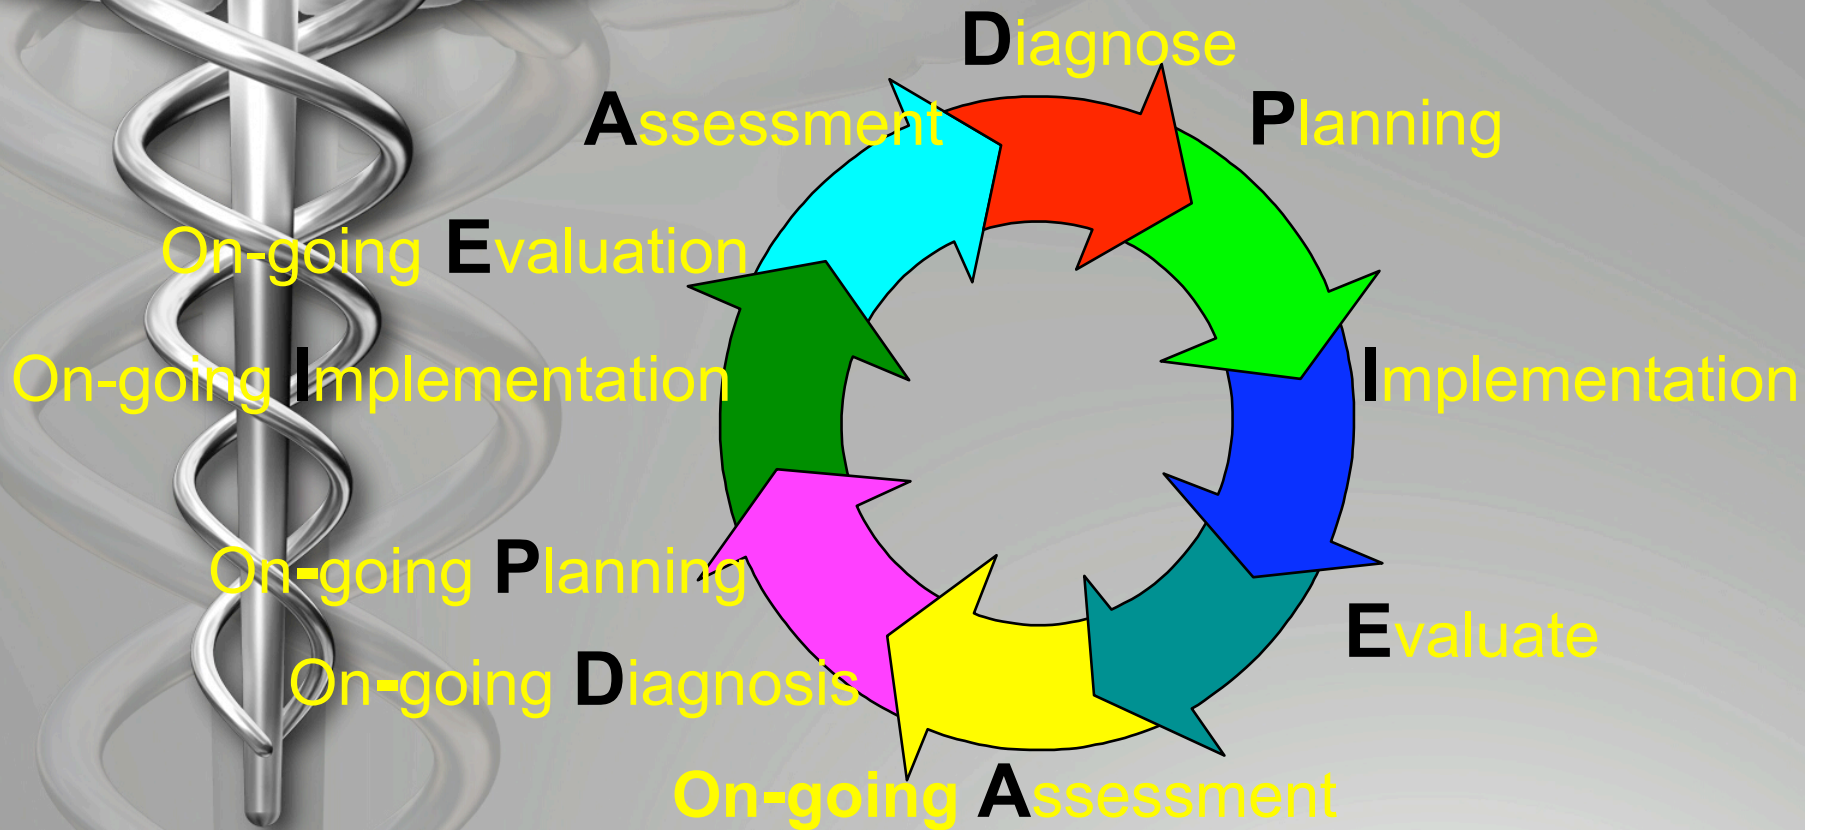 Diagnose
Assessment
Planning
On-going Evaluation
On-going Implementation
Implementation
On-going Planning
Evaluate
On-going Diagnosis
On-going Assessment